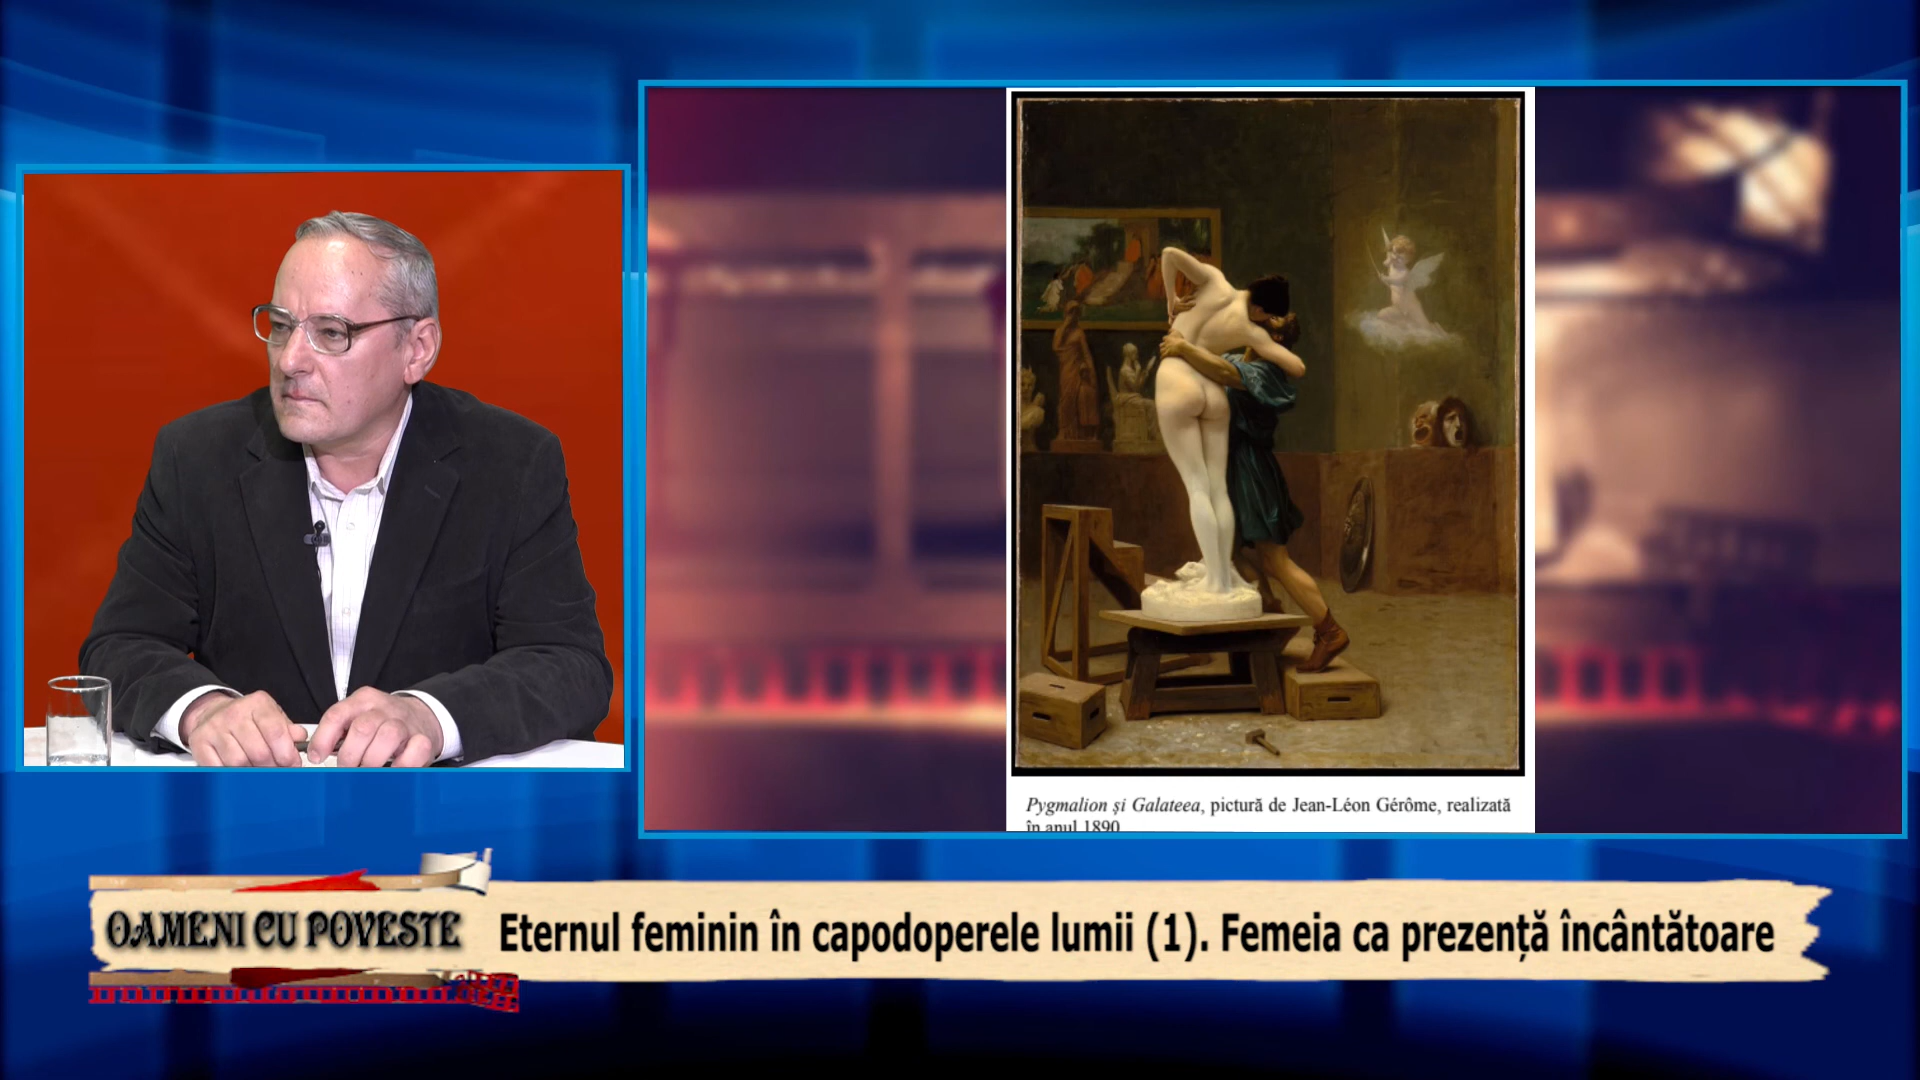 Pygmalion și Galateea, pictură de Jean-Léon Gérôme, realizată
în anul 1890
OAMENI CU POVESTE
Eternul feminin în capodoperele lumii (1). Femeia ca prezență încântătoare